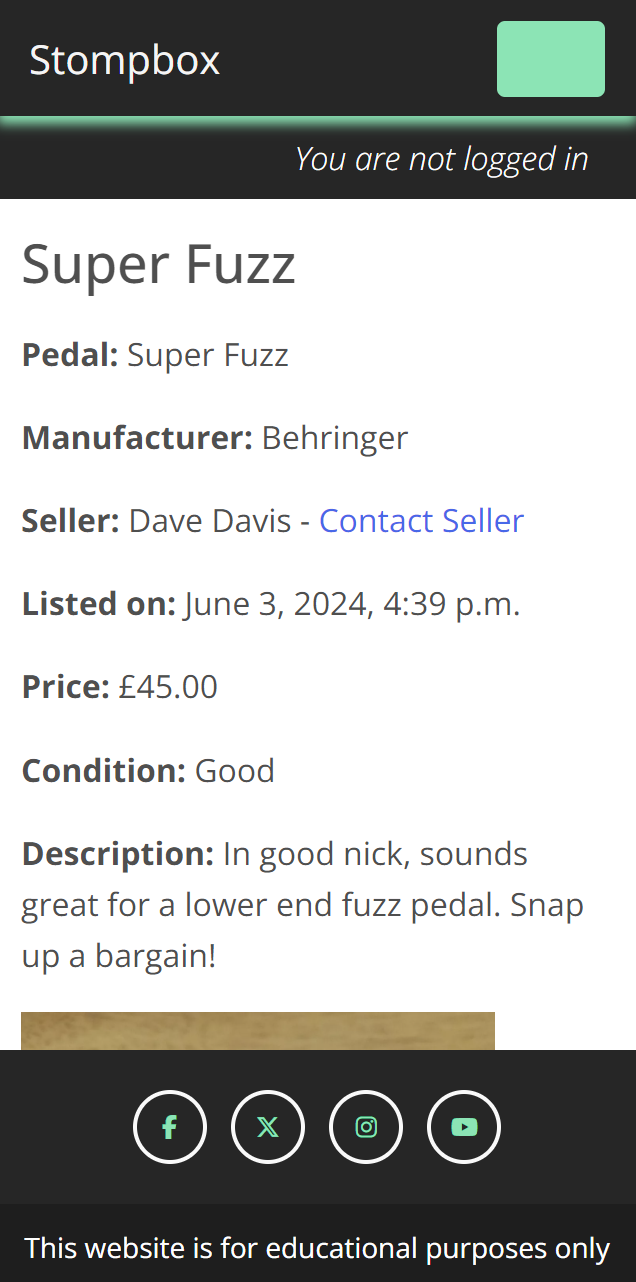 Stompbox
You are not logged in
Super Fuzz
Pedal: Super Fuzz
Manufacturer: Behringer
Seller: Dave Davis - Contact Seller
Listed on: June 3, 2024, 4:39 p.m.
Price: £45.00
Condition: Good
Description: In good nick, sounds
great for a lower end fuzz pedal. Snap
up a bargain!
This website is for educational purposes only